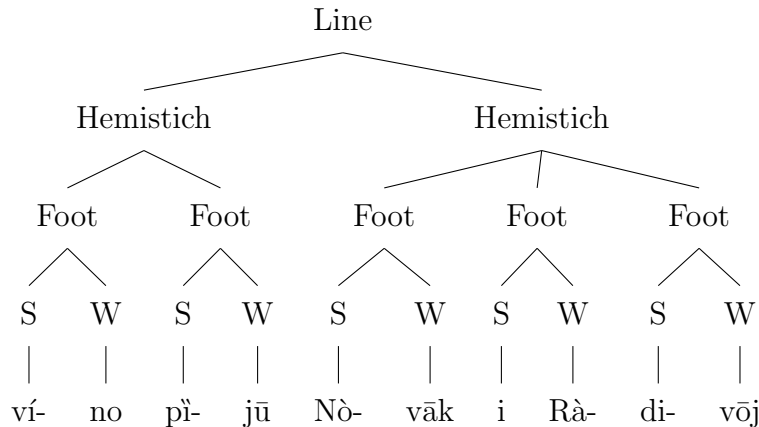 Line
Hemistich Hemistich
Foot Foot Foot Foot Foot
S W S W S W S W S W
ví- no pȉ- jū Nò- vāk i Rà- di- vōj